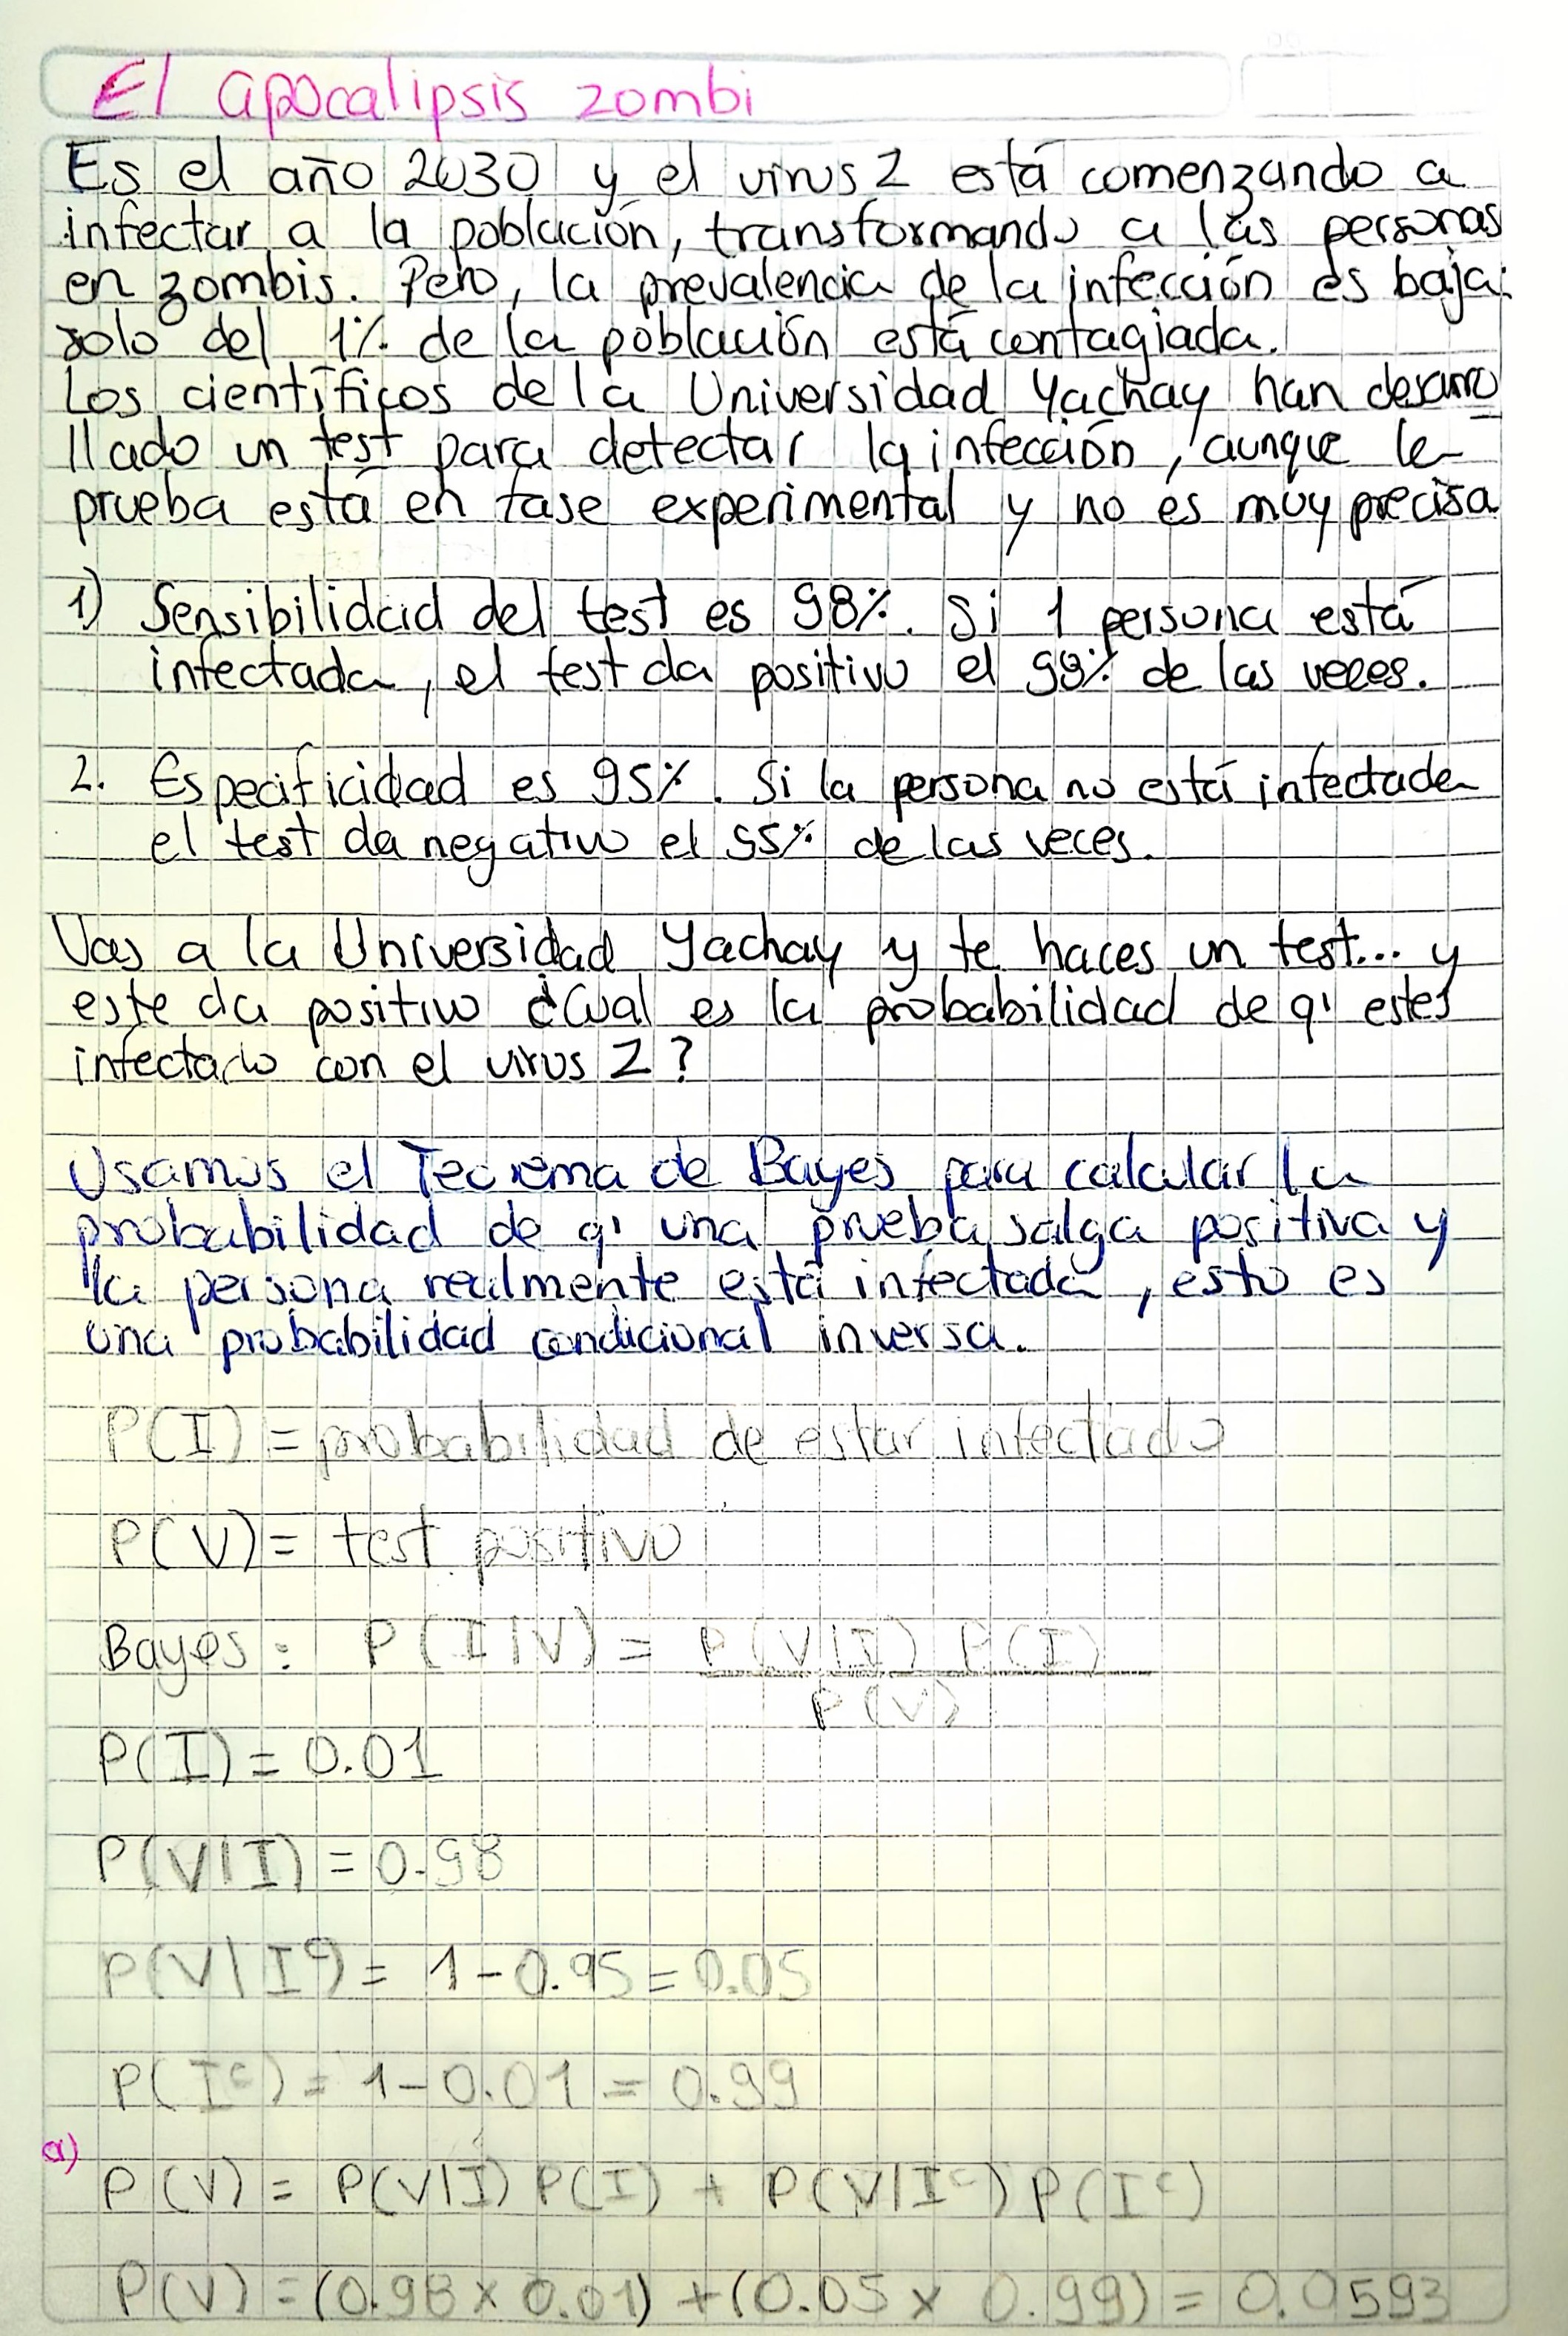 El apocalipsis zombi
Es el año 2030 y el virus Z está comenzando a
infectar a la población, transformando a las personas
en zombis. Pero, la prevalencia de la infección es baja:
solo del 1% de la población está contagiada.
Los científicos de la Universidad Yachay han desarro
llado un test para detectar la infección, aunque la
prueba está en fase experimental y no es muy precisa
1) Sensibilidad del test es 98%. Si 1 persona está
infectada, el test da positivo el 98% de las veces.
2. Especificidad es 95%. Si la persona no está infectada
el test da negativo el 95% de las veces.
Vas a la Universidad Yachay y te haces un test... y
este da positivo ¿Cual es la probabilidad de q' estes
infectado con el virus Z?
Usamos el Teorema de Bayes para calcular la
probabilidad de q' una prueba salga positiva y
la persona realmente está infectada, esto es
una probabilidad condicional inversa.
P(I) = probabilidad de estar infectado
P(V) = test positivo
Bayes: P(I|V) = P(V|I) P(I)
P(V)
P(I) = 0.01
P(V|I) = 0.98
P(V|Iᶜ) = 1 - 0.95 = 0.05
P(Iᶜ) = 1 - 0.01 = 0.99
a) P(V) = P(V|I) P(I) + P(V|Iᶜ) P(Iᶜ)
P(V) = (0.98 x 0.01) + (0.05 x 0.99) = 0.0593